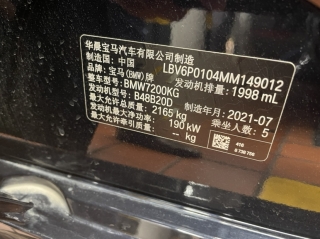 华晨宝马汽车有限公司制造
制造国：中国 LBV6P0104MM149012
品牌：宝马(BMW)牌 发动机排量：1998 mL
整车型号：BMW7200KG
发动机型号：B48B20D 制造年月：2021-07
最大允许总质量：2165 kg 乘坐人数：5
发动机最大净功率：190 kW
最大允许牵引质量：-- kg